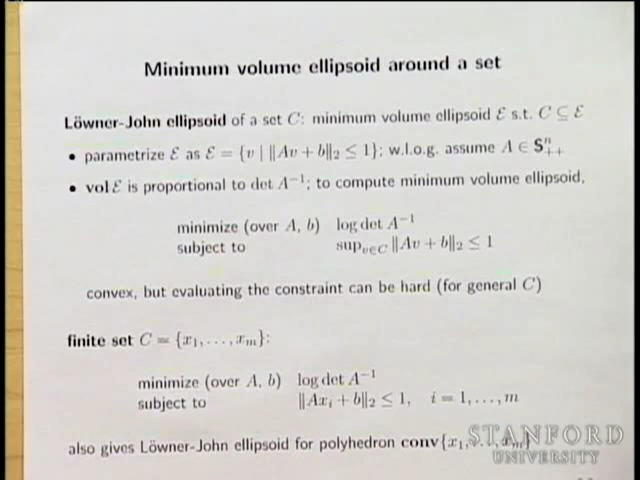 Minimum volume ellipsoid around a set
Löwner-John ellipsoid of a set C: minimum volume ellipsoid ℰ s.t. C ⊆ ℰ
• parametrize ℰ as ℰ = {v | ‖Av + b‖₂ ≤ 1}; w.l.o.g. assume A ∈ Sⁿ₊₊
• vol ℰ is proportional to det A⁻¹; to compute minimum volume ellipsoid,
minimize (over A, b) log det A⁻¹
subject to sup_{v∈C} ‖Av + b‖₂ ≤ 1
convex, but evaluating the constraint can be hard (for general C)
finite set C = {x₁, . . . , xₘ}:
minimize (over A, b) log det A⁻¹
subject to ‖Axᵢ + b‖₂ ≤ 1, i = 1, . . . , m
also gives Löwner-John ellipsoid for polyhedron conv{x₁, . . . , xₘ}
STANFORD
UNIVERSITY